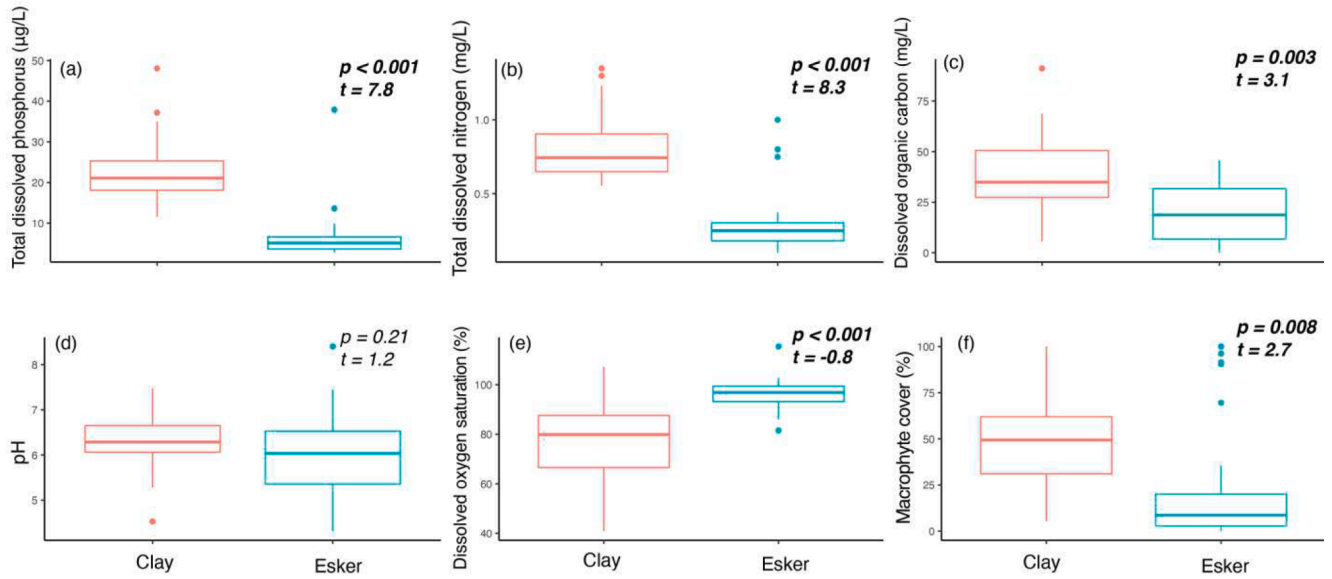 Total dissolved phosphorus (µg/L)
50
40
30
20
10
(a)
p < 0.001
t = 7.8
Total dissolved nitrogen (mg/L)
1.0
0.5
(b)
p < 0.001
t = 8.3
Dissolved organic carbon (mg/L)
75
50
25
0
(c)
p = 0.003
t = 3.1
pH
8
7
6
5
(d)
p = 0.21
t = 1.2
Clay
Esker
Dissolved oxygen saturation (%)
100
80
60
40
(e)
p < 0.001
t = -0.8
Clay
Esker
Macrophyte cover (%)
100
75
50
25
0
(f)
p = 0.008
t = 2.7
Clay
Esker